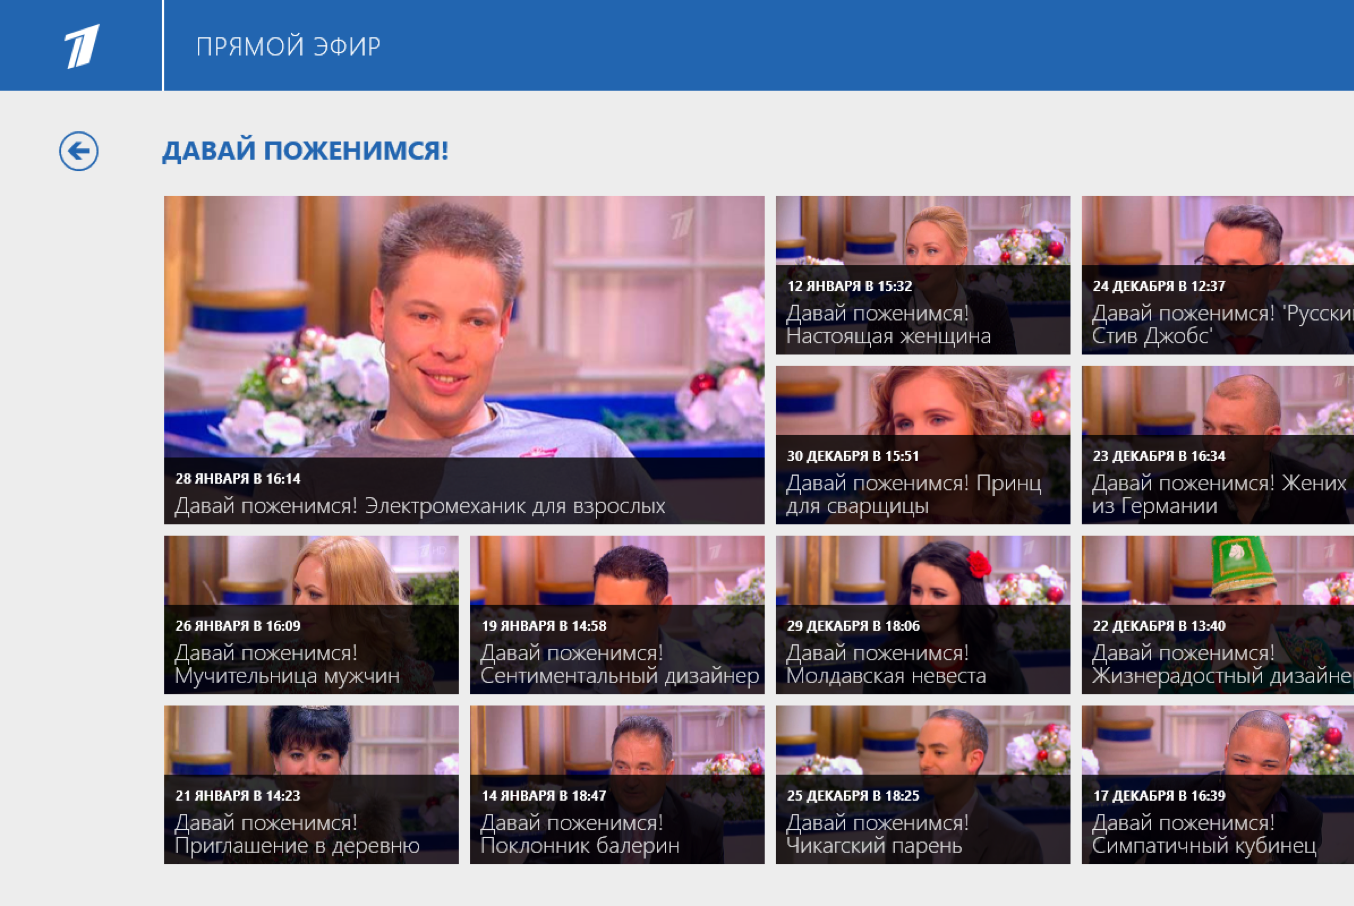 ПРЯМОЙ ЭФИР
ДАВАЙ ПОЖЕНИМСЯ!
28 ЯНВАРЯ В 16:14
Давай поженимся! Электромеханик для взрослых
12 ЯНВАРЯ В 15:32
Давай поженимся!
Настоящая женщина
24 ДЕКАБРЯ В 12:37
Давай поженимся! 'Русски
Стив Джобс'
30 ДЕКАБРЯ В 15:51
Давай поженимся! Принц
для сварщицы
23 ДЕКАБРЯ В 16:34
Давай поженимся! Жених
из Германии
26 ЯНВАРЯ В 16:09
Давай поженимся!
Мучительница мужчин
19 ЯНВАРЯ В 14:58
Давай поженимся!
Сентиментальный дизайнер
29 ДЕКАБРЯ В 18:06
Давай поженимся!
Молдавская невеста
22 ДЕКАБРЯ В 13:40
Давай поженимся!
Жизнерадостный дизайне
21 ЯНВАРЯ В 14:23
Давай поженимся!
Приглашение в деревню
14 ЯНВАРЯ В 18:47
Давай поженимся!
Поклонник балерин
25 ДЕКАБРЯ В 18:25
Давай поженимся!
Чикагский парень
17 ДЕКАБРЯ В 16:39
Давай поженимся!
Симпатичный кубинец